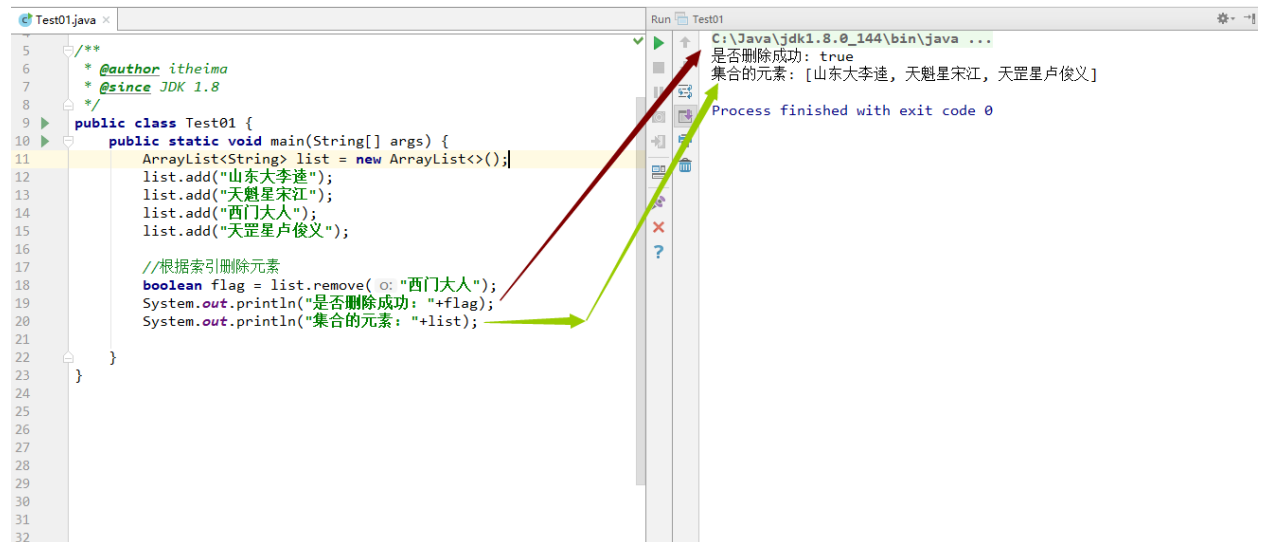 Test01.java
Run Test01
5 /**
6 * @author itheima
7 * @since JDK 1.8
8 */
9 public class Test01 {
10 public static void main(String[] args) {
11 ArrayList<String> list = new ArrayList<>();
12 list.add("山东大李逵");
13 list.add("天魁星宋江");
14 list.add("西门大人");
15 list.add("天罡星卢俊义");
16
17 //根据索引删除元素
18 boolean flag = list.remove( o: "西门大人");
19 System.out.println("是否删除成功: "+flag);
20 System.out.println("集合的元素: "+list);
21
22 }
23 }
24
25
26
27
28
29
30
31
32
C:\Java\jdk1.8.0_144\bin\java ...
是否删除成功: true
集合的元素: [山东大李逵, 天魁星宋江, 天罡星卢俊义]
Process finished with exit code 0